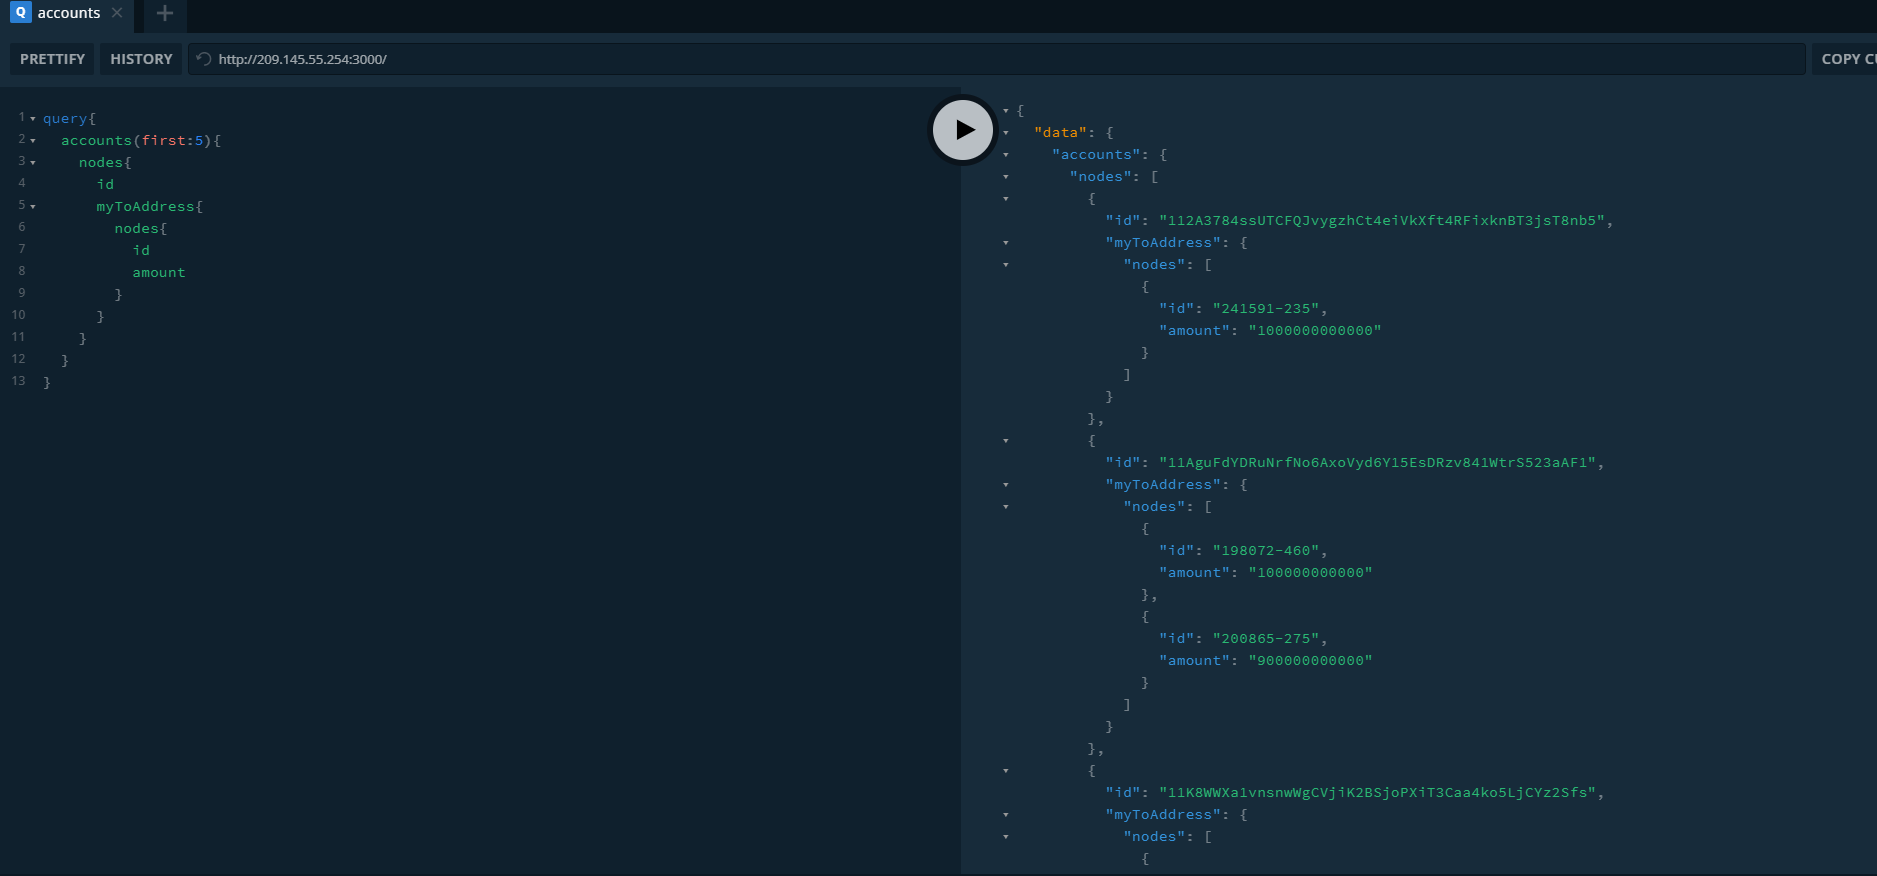 Q accounts
PRETTIFY HISTORY http://209.145.55.254:3000/ COPY CU
1 query{
2 accounts(first:5){
3 nodes{
4 id
5 myToAddress{
6 nodes{
7 id
8 amount
9 }
10 }
11 }
12 }
13 }
{
"data": {
"accounts": {
"nodes": [
{
"id": "112A3784ssUTCFQJvygzhCt4eiVkXft4RFixknBT3jsT8nb5",
"myToAddress": {
"nodes": [
{
"id": "241591-235",
"amount": "1000000000000"
}
]
}
},
{
"id": "11AguFdYDRuNrfNo6AxoVyd6Y15EsDRzv841WtrS523aAF1",
"myToAddress": {
"nodes": [
{
"id": "198072-460",
"amount": "100000000000"
},
{
"id": "200865-275",
"amount": "900000000000"
}
]
}
},
{
"id": "11K8WWXa1vnsnwWgCVjiK2BSjoPXiT3Caa4ko5LjCYz2Sfs",
"myToAddress": {
"nodes": [
{